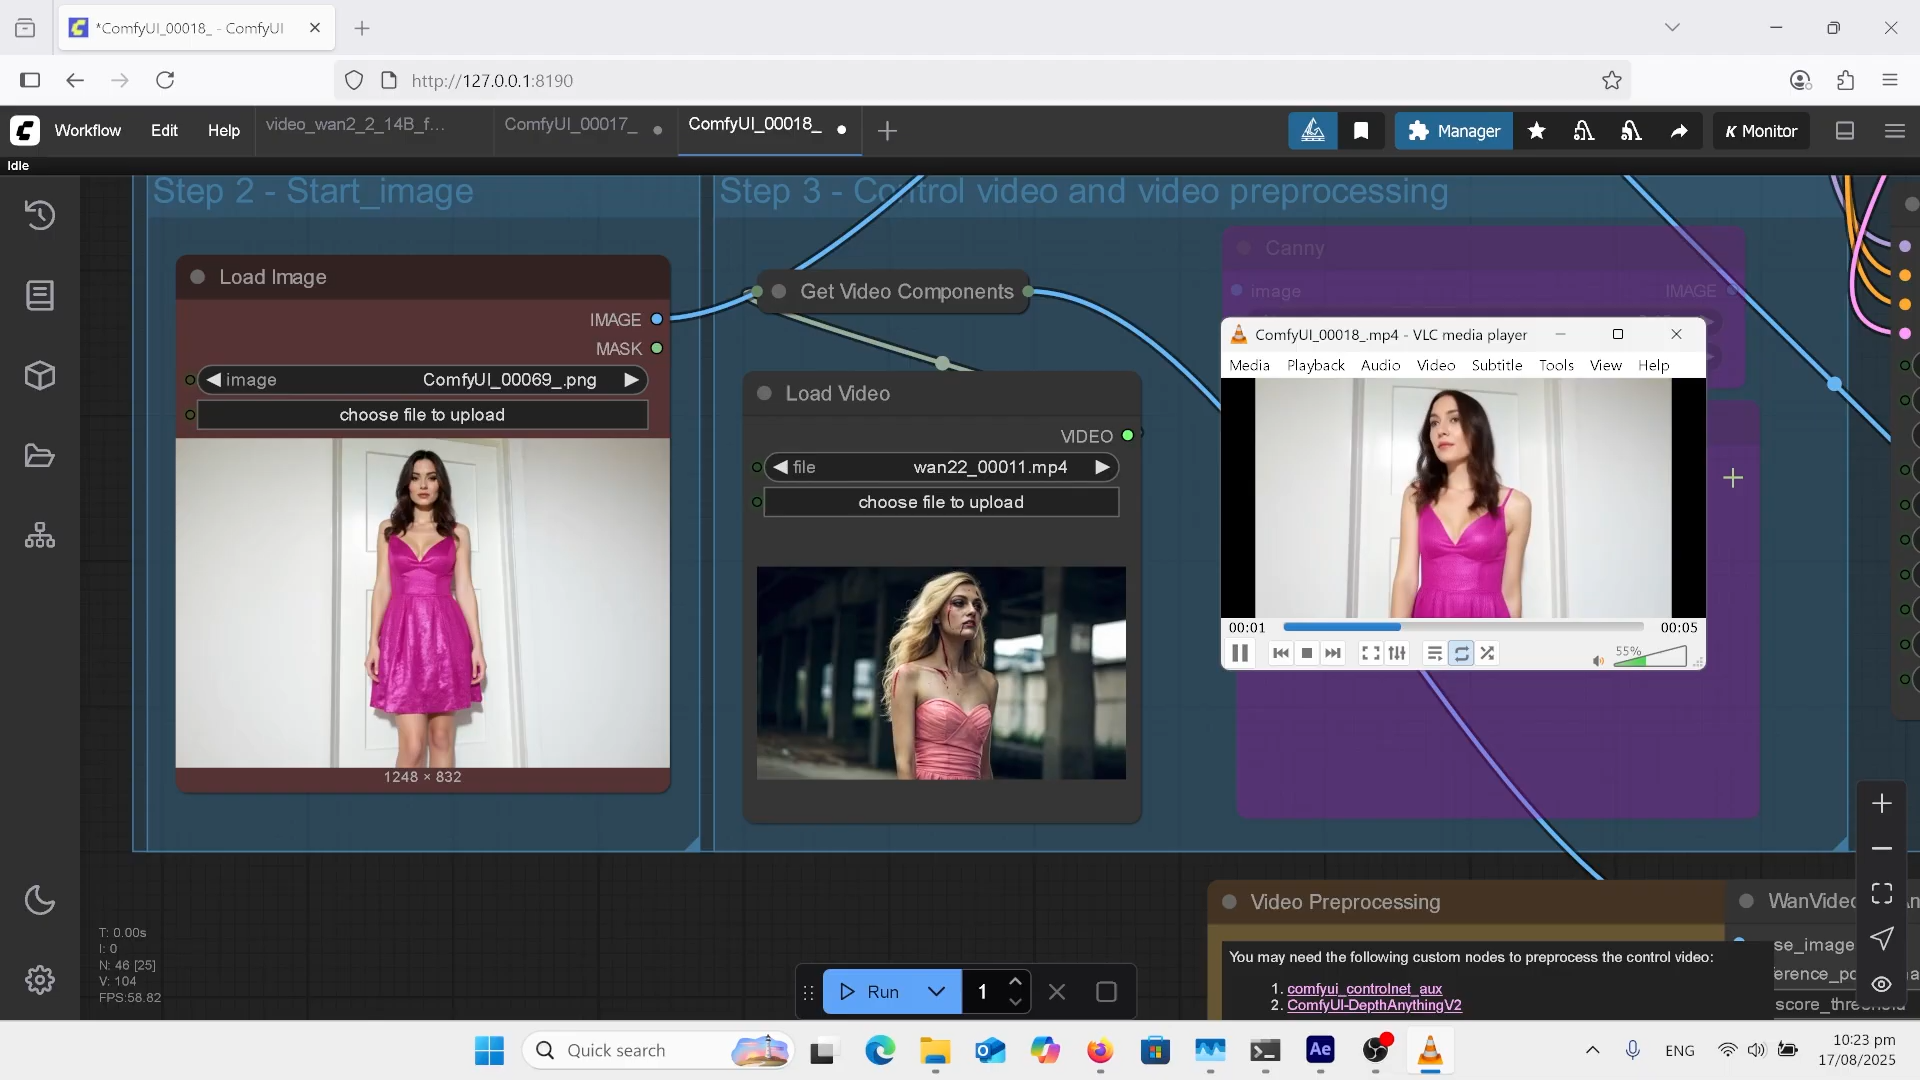 *ComfyUI_00018_ - ComfyUI
http://127.0.0.1:8190
Workflow Edit Help video_wan2_2_14B_f... ComfyUI_00017_ ComfyUI_00018_ Manager K Monitor
Idle
Step 2 - Start_image
Step 3 - Control video and video preprocessing
Load Image
IMAGE
MASK
image ComfyUI_00069_.png
choose file to upload
1248 × 832
Get Video Components
Load Video
VIDEO
file wan22_00011.mp4
choose file to upload
Canny
image IMAGE
ComfyUI_00018_.mp4 - VLC media player
Media Playback Audio Video Subtitle Tools View Help
00:01 00:05
55%
Video Preprocessing
You may need the following custom nodes to preprocess the control video:
1. comfyui_controlnet_aux
2. ComfyUI-DepthAnythingV2
WanVidec
se_image
score_threshold
T: 0.00s
I: 0
N: 46 [25]
V: 104
FPS:58.82
Run 1
Quick search
Ae
ENG
10:23 pm
17/08/2025